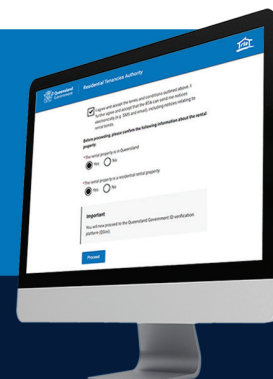 Queensland
Government
Residential Tenancies Authority
rta
I agree and accept the terms and conditions outlined above. I
further agree and accept that the RTA can send me notices
electronically (e.g. SMS and email), including notices relating to
rental bonds.
Before proceeding, please confirm the following information about the rental
property:
*The rental property is in Queensland
Yes No
*The rental property is a residential rental property
Yes No
Important
You will now proceed to the Queensland Government ID verification
platform (QGov).
Proceed